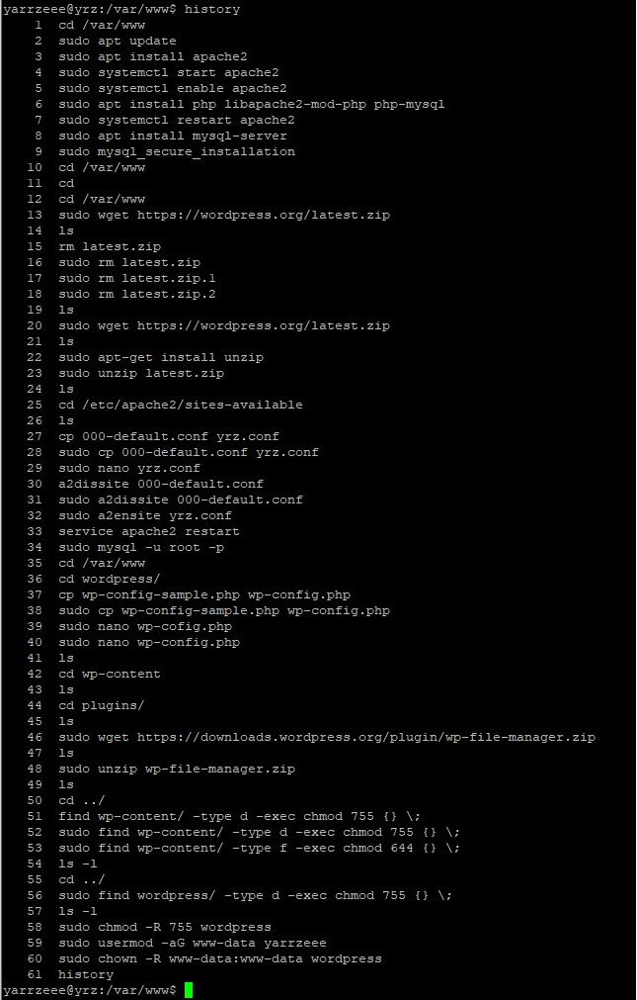 yarrzeee@yrz:/var/www$ history
1 cd /var/www
2 sudo apt update
3 sudo apt install apache2
4 sudo systemctl start apache2
5 sudo systemctl enable apache2
6 sudo apt install php libapache2-mod-php php-mysql
7 sudo systemctl restart apache2
8 sudo apt install mysql-server
9 sudo mysql_secure_installation
10 cd /var/www
11 cd
12 cd /var/www
13 sudo wget https://wordpress.org/latest.zip
14 ls
15 rm latest.zip
16 sudo rm latest.zip
17 sudo rm latest.zip.1
18 sudo rm latest.zip.2
19 ls
20 sudo wget https://wordpress.org/latest.zip
21 ls
22 sudo apt-get install unzip
23 sudo unzip latest.zip
24 ls
25 cd /etc/apache2/sites-available
26 ls
27 cp 000-default.conf yrz.conf
28 sudo cp 000-default.conf yrz.conf
29 sudo nano yrz.conf
30 a2dissite 000-default.conf
31 sudo a2dissite 000-default.conf
32 sudo a2ensite yrz.conf
33 service apache2 restart
34 sudo mysql -u root -p
35 cd /var/www
36 cd wordpress/
37 cp wp-config-sample.php wp-config.php
38 sudo cp wp-config-sample.php wp-config.php
39 sudo nano wp-cofig.php
40 sudo nano wp-config.php
41 ls
42 cd wp-content
43 ls
44 cd plugins/
45 ls
46 sudo wget https://downloads.wordpress.org/plugin/wp-file-manager.zip
47 ls
48 sudo unzip wp-file-manager.zip
49 ls
50 cd ../
51 find wp-content/ -type d -exec chmod 755 {} \;
52 sudo find wp-content/ -type d -exec chmod 755 {} \;
53 sudo find wp-content/ -type f -exec chmod 644 {} \;
54 ls -l
55 cd ../
56 sudo find wordpress/ -type d -exec chmod 755 {} \;
57 ls -l
58 sudo chmod -R 755 wordpress
59 sudo usermod -aG www-data yarrzeee
60 sudo chown -R www-data:www-data wordpress
61 history
yarrzeee@yrz:/var/www$